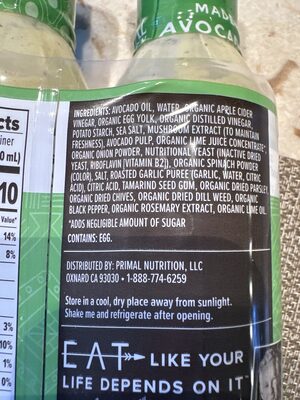 MADE
AVOCA
cts
ainer
0 mL)
10
Value*
14%
8%
3%
10%
1%
0%
INGREDIENTS: AVOCADO OIL, WATER, ORGANIC APPLE CIDER
VINEGAR, ORGANIC EGG YOLK, ORGANIC DISTILLED VINEGAR,
POTATO STARCH, SEA SALT, MUSHROOM EXTRACT (TO MAINTAIN
FRESHNESS), AVOCADO PULP, ORGANIC LIME JUICE CONCENTRATE*,
ORGANIC ONION POWDER, NUTRITIONAL YEAST (INACTIVE DRIED
YEAST, RIBOFLAVIN (VITAMIN B2)), ORGANIC SPINACH POWDER
(COLOR), SALT, ROASTED GARLIC PUREE (GARLIC, WATER, CITRIC
ACID), CITRIC ACID, TAMARIND SEED GUM, ORGANIC DRIED PARSLEY,
ORGANIC DRIED CHIVES, ORGANIC DRIED DILL WEED, ORGANIC
BLACK PEPPER, ORGANIC ROSEMARY EXTRACT, ORGANIC LIME OIL.
*ADDS NEGLIGIBLE AMOUNT OF SUGAR
CONTAINS: EGG.
DISTRIBUTED BY: PRIMAL NUTRITION, LLC
OXNARD CA 93030 • 1-888-774-6259
Store in a cool, dry place away from sunlight.
Shake me and refrigerate after opening.
EAT LIKE YOUR
LIFE DEPENDS ON IT™